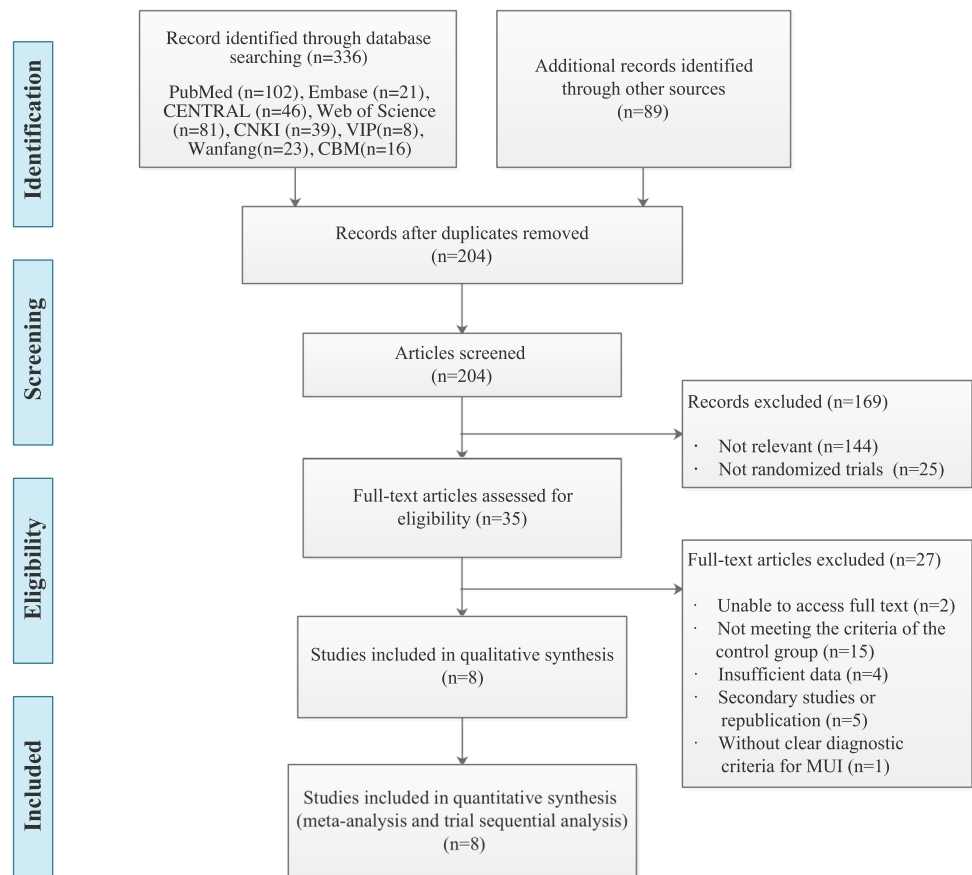 Identification
Record identified through database
searching (n=336)
PubMed (n=102), Embase (n=21),
CENTRAL (n=46), Web of Science
(n=81), CNKI (n=39), VIP(n=8),
Wanfang(n=23), CBM(n=16)
Additional records identified
through other sources
(n=89)
Records after duplicates removed
(n=204)
Screening
Articles screened
(n=204)
Records excluded (n=169)
· Not relevant (n=144)
· Not randomized trials (n=25)
Eligibility
Full-text articles assessed for
eligibility (n=35)
Full-text articles excluded (n=27)
· Unable to access full text (n=2)
· Not meeting the criteria of the
control group (n=15)
· Insufficient data (n=4)
· Secondary studies or
republication (n=5)
· Without clear diagnostic
criteria for MUI (n=1)
Studies included in qualitative synthesis
(n=8)
Included
Studies included in quantitative synthesis
(meta-analysis and trial sequential analysis)
(n=8)